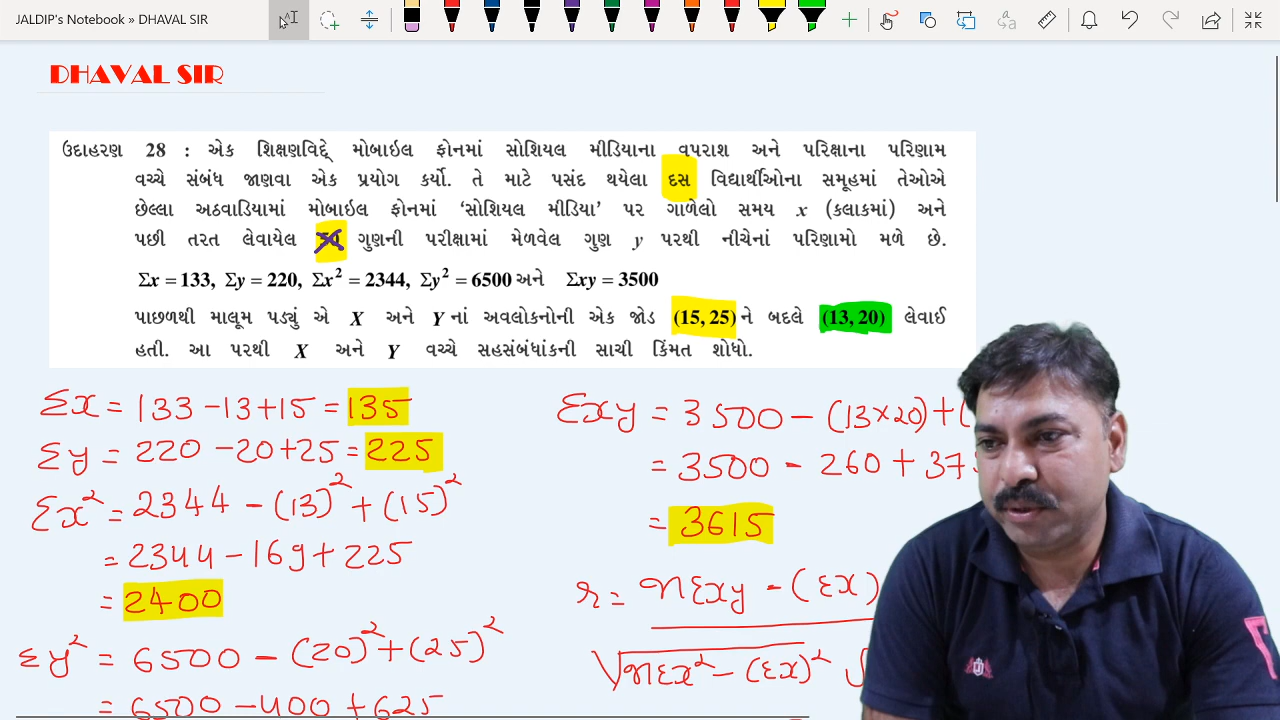 JALDIP's Notebook » DHAVAL SIR
DHAVAL SIR
ઉદાહરણ 28 : એક શિક્ષણવિદ્દે મોબાઇલ ફોનમાં સોશિયલ મીડિયાના વપરાશ અને પરિક્ષાના પરિણામ
વચ્ચે સંબંધ જાણવા એક પ્રયોગ કર્યો. તે માટે પસંદ થયેલા દસ વિદ્યાર્થીઓના સમૂહમાં તેઓએ
છેલ્લા અઠવાડિયામાં મોબાઇલ ફોનમાં ‘સોશિયલ મીડિયા’ પર ગાળેલો સમય x (કલાકમાં) અને
પછી તરત લેવાયેલ ગુણની પરીક્ષામાં મેળવેલ ગુણ y પરથી નીચેનાં પરિણામો મળે છે.
Σx = 133, Σy = 220, Σx² = 2344, Σy² = 6500 અને Σxy = 3500
પાછળથી માલૂમ પડ્યું એ X અને Y નાં અવલોકનોની એક જોડ (15, 25) ને બદલે (13, 20) લેવાઈ
હતી. આ પરથી X અને Y વચ્ચે સહસંબંધાંકની સાચી કિંમત શોધો.
Σx = 133 - 13 + 15 = 135
Σy = 220 - 20 + 25 = 225
Σx² = 2344 - (13)² + (15)²
= 2344 - 169 + 225
= 2400
Σy² = 6500 - (20)² + (25)²
= 6500 - 400 + 625
Σxy = 3500 - (13×20) + (
= 3500 - 260 + 37
= 3615
r = nΣxy - (Σx)
√nΣx² - (Σx)² √